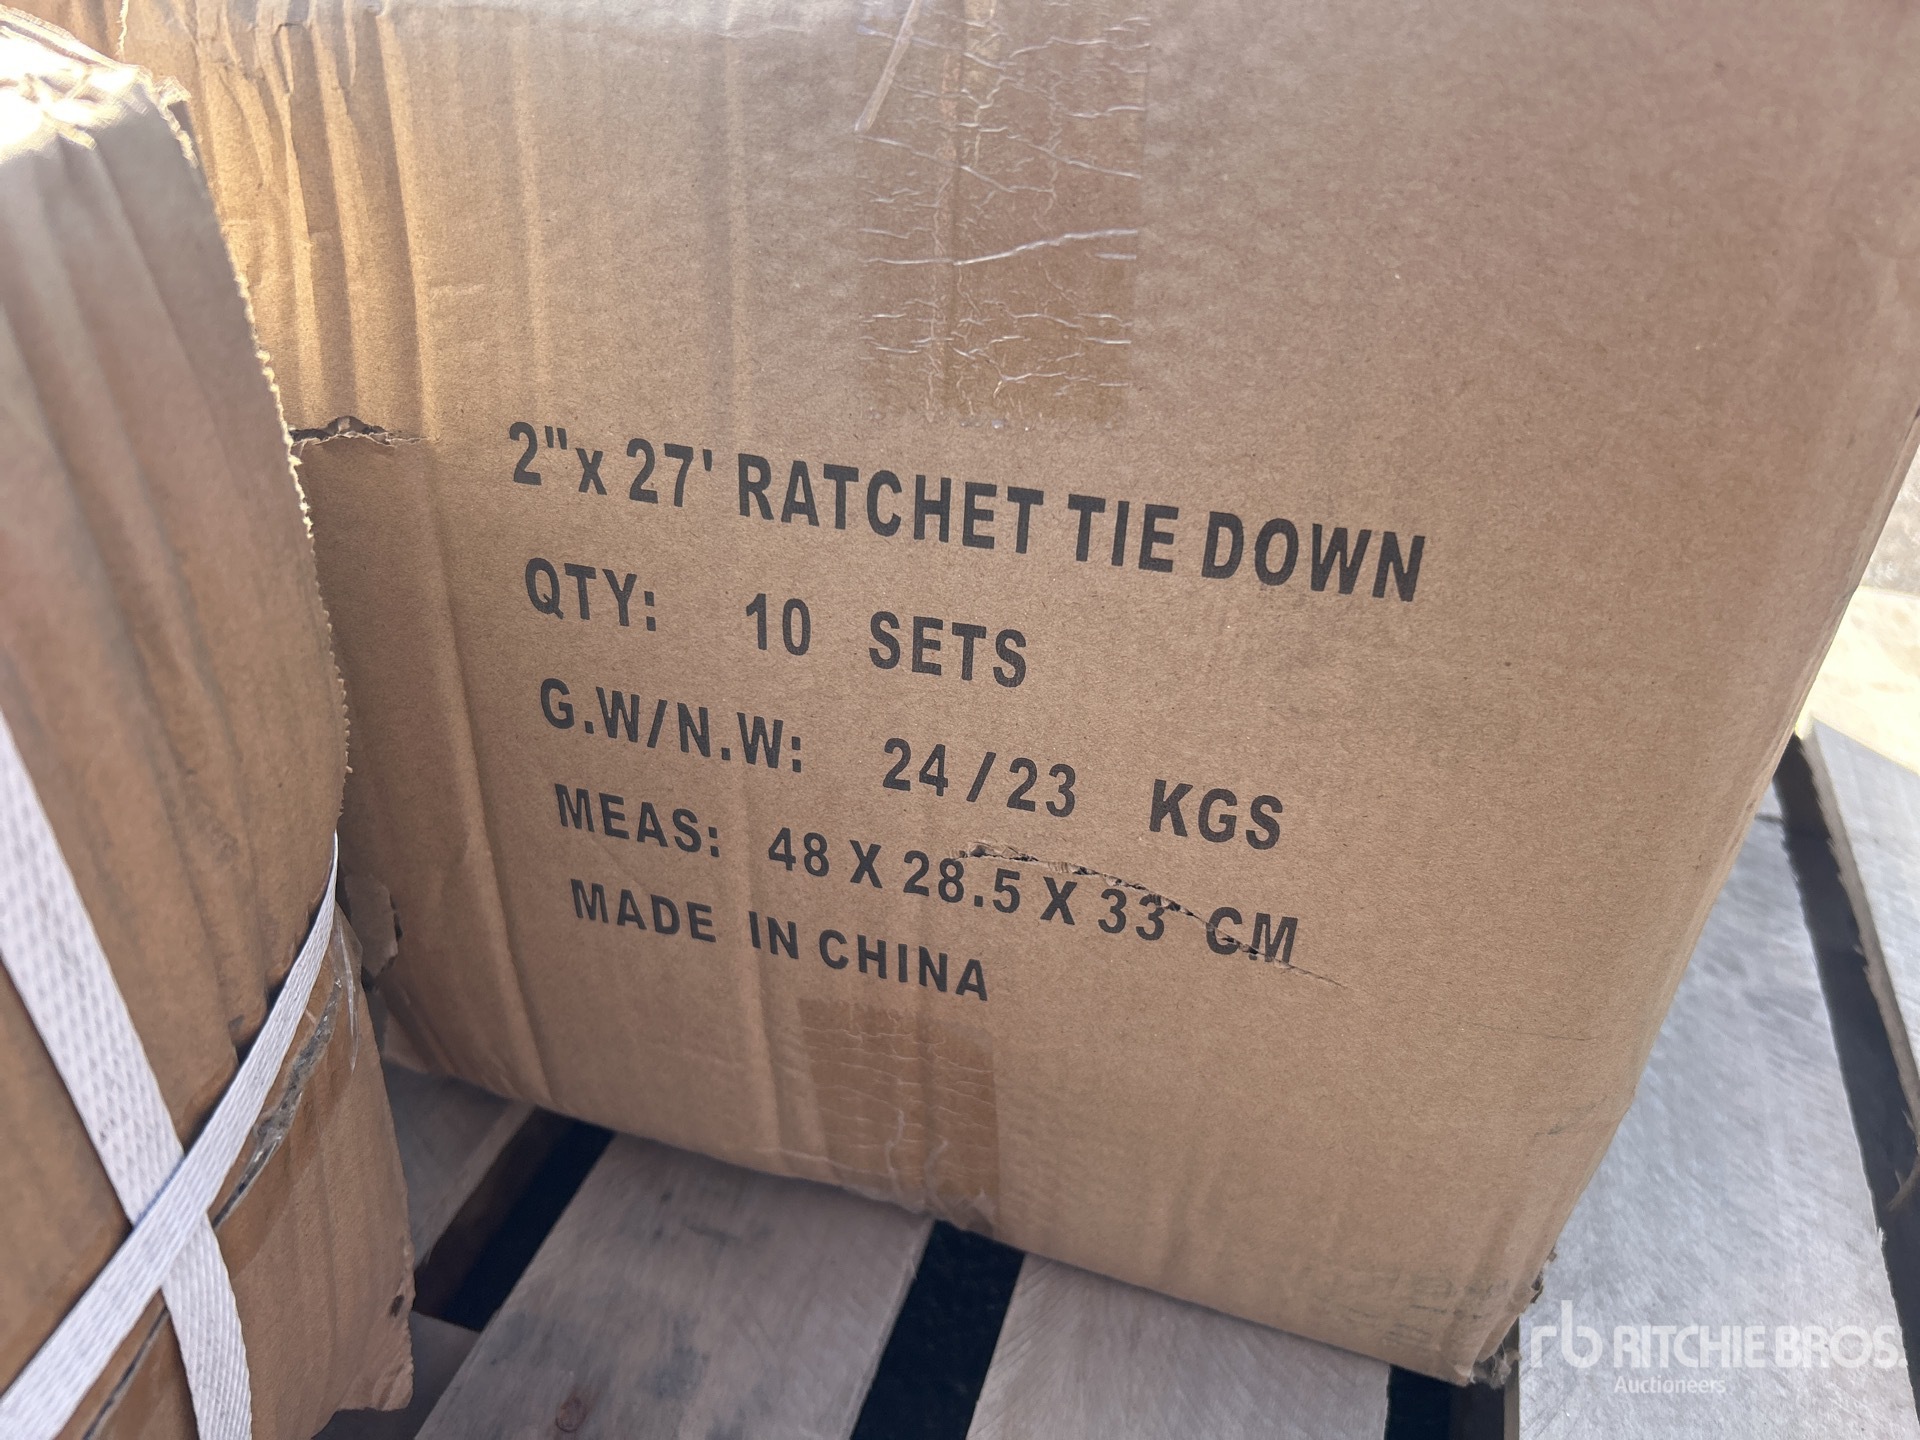 2"x 27' RATCHET TIE DOWN
QTY: 10 SETS
G.W/N.W: 24/23 KGS
MEAS: 48 X 28.5 X 33 CM
MADE IN CHINA
rb RITCHIE BROS.
Auctioneers